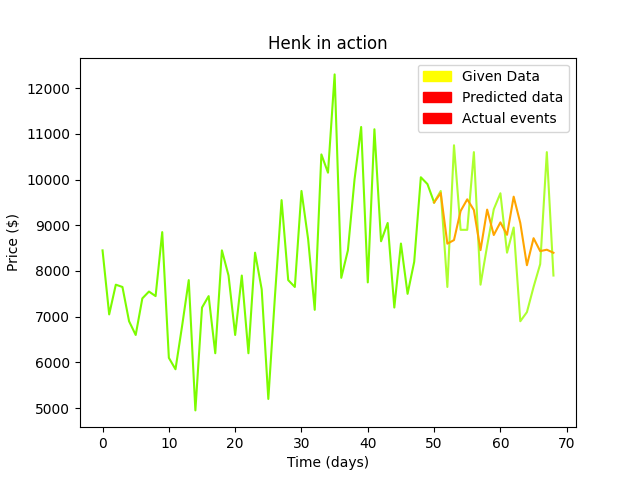 Henk in action
Given Data
Predicted data
Actual events
Price ($)
12000
11000
10000
9000
8000
7000
6000
5000
0 10 20 30 40 50 60 70
Time (days)